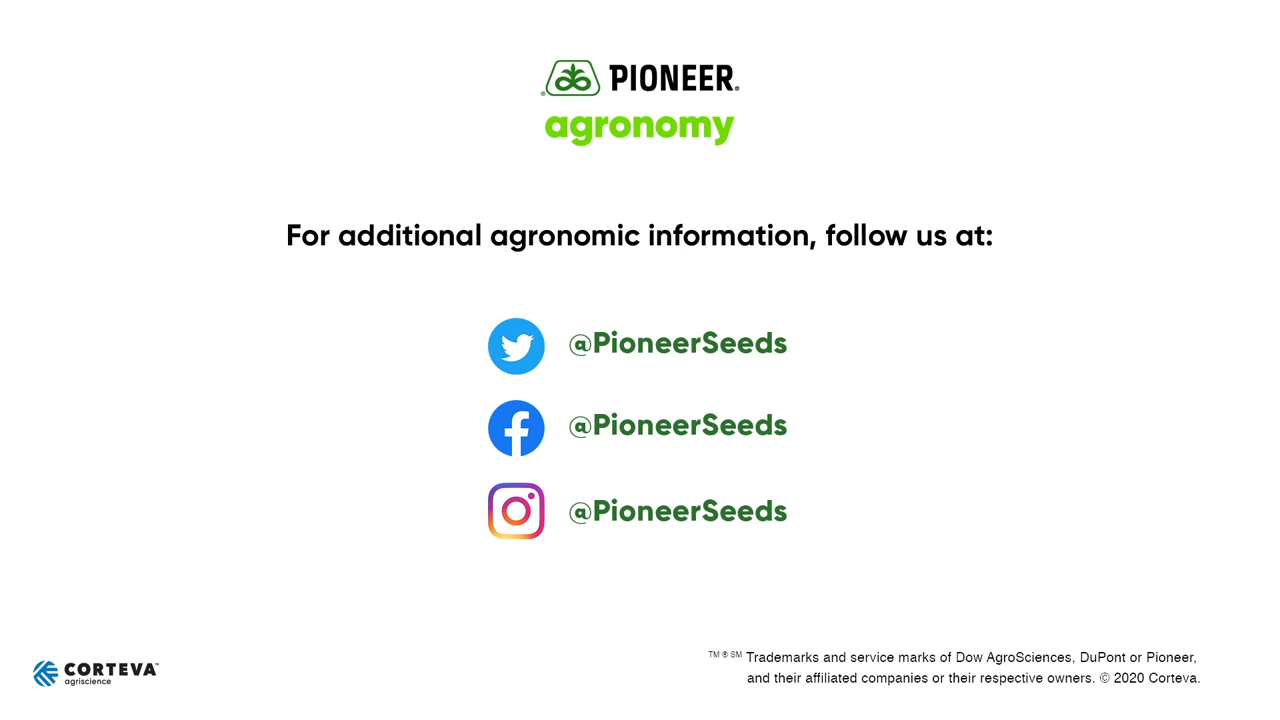 PIONEER®
agronomy
For additional agronomic information, follow us at:
@PioneerSeeds
@PioneerSeeds
@PioneerSeeds
CORTEVA™
agriscience
TM ® SM Trademarks and service marks of Dow AgroSciences, DuPont or Pioneer,
and their affiliated companies or their respective owners. © 2020 Corteva.